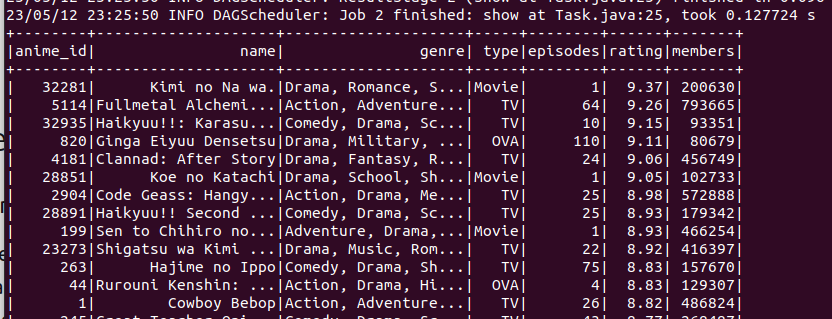 23/05/12 23:25:50 INFO DAGScheduler: Job 2 finished: show at Task.java:25, took 0.127724 s
+--------+--------------------+--------------------+-----+--------+------+-------+
|anime_id|                name|               genre| type|episodes|rating|members|
+--------+--------------------+--------------------+-----+--------+------+-------+
|   32281|      Kimi no Na wa.|Drama, Romance, S...|Movie|       1|  9.37| 200630|
|    5114|Fullmetal Alchemi...|Action, Adventure...|   TV|      64|  9.26| 793665|
|   32935|Haikyuu!!: Karasu...|Comedy, Drama, Sc...|   TV|      10|  9.15|  93351|
|     820|Ginga Eiyuu Densetsu|Drama, Military, ...|  OVA|     110|  9.11|  80679|
|    4181|Clannad: After Story|Drama, Fantasy, R...|   TV|      24|  9.06| 456749|
|   28851|      Koe no Katachi|Drama, School, Sh...|Movie|       1|  9.05| 102733|
|    2904|Code Geass: Hangy...|Action, Drama, Me...|   TV|      25|  8.98| 572888|
|   28891|Haikyuu!! Second ...|Comedy, Drama, Sc...|   TV|      25|  8.93| 179342|
|     199|Sen to Chihiro no...|Adventure, Drama,...|Movie|       1|  8.93| 466254|
|   23273|Shigatsu wa Kimi ...|Drama, Music, Rom...|   TV|      22|  8.92| 416397|
|     263|      Hajime no Ippo|Comedy, Drama, Sh...|   TV|      75|  8.83| 157670|
|      44|Rurouni Kenshin: ...|Action, Drama, Hi...|  OVA|       4|  8.83| 129307|
|       1|        Cowboy Bebop|Action, Adventure...|   TV|      26|  8.82| 486824|